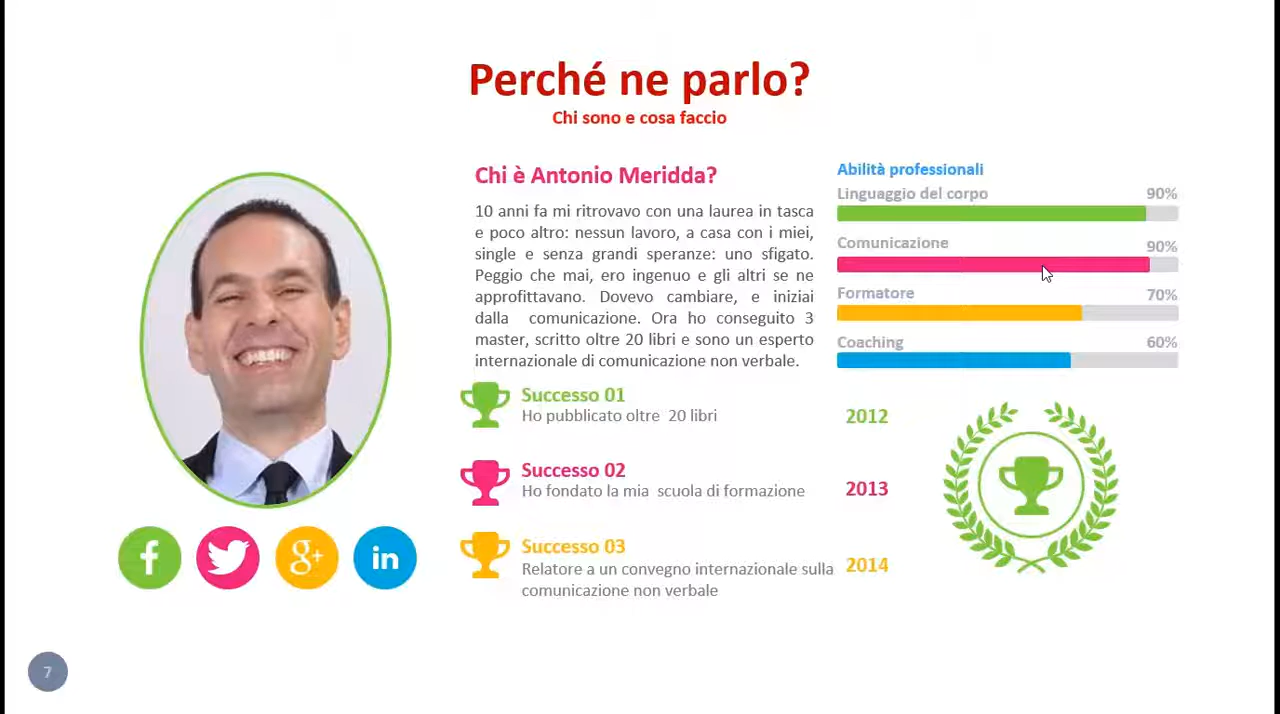 Perché ne parlo?
Chi sono e cosa faccio
Chi è Antonio Meridda?
10 anni fa mi ritrovavo con una laurea in tasca
e poco altro: nessun lavoro, a casa con i miei,
single e senza grandi speranze: uno sfigato.
Peggio che mai, ero ingenuo e gli altri se ne
approfittavano. Dovevo cambiare, e iniziai
dalla comunicazione. Ora ho conseguito 3
master, scritto oltre 20 libri e sono un esperto
internazionale di comunicazione non verbale.
Abilità professionali
Linguaggio del corpo 90%
Comunicazione 90%
Formatore 70%
Coaching 60%
Successo 01
Ho pubblicato oltre 20 libri
2012
Successo 02
Ho fondato la mia scuola di formazione
2013
Successo 03
Relatore a un convegno internazionale sulla
comunicazione non verbale
2014
f
g+
in
7